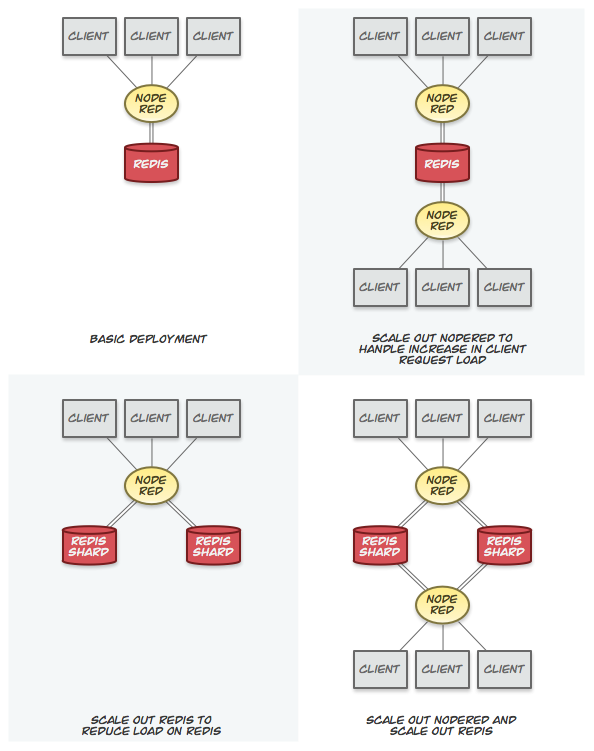 CLIENT CLIENT CLIENT
NODE
RED
REDIS
BASIC DEPLOYMENT
CLIENT CLIENT CLIENT
NODE
RED
REDIS
NODE
RED
CLIENT CLIENT CLIENT
SCALE OUT NODERED TO
HANDLE INCREASE IN CLIENT
REQUEST LOAD
CLIENT CLIENT CLIENT
NODE
RED
REDIS REDIS
SHARD SHARD
SCALE OUT REDIS TO
REDUCE LOAD ON REDIS
CLIENT CLIENT CLIENT
NODE
RED
REDIS REDIS
SHARD SHARD
NODE
RED
CLIENT CLIENT CLIENT
SCALE OUT NODERED AND
SCALE OUT REDIS